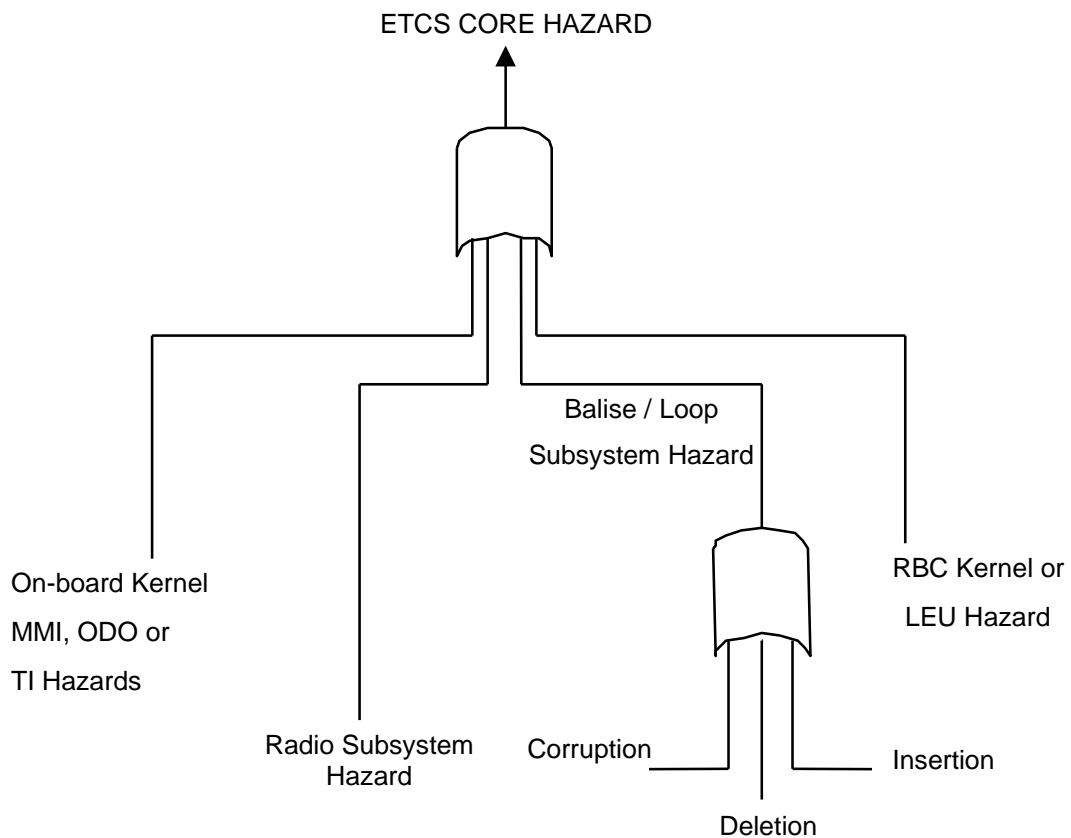 ETCS CORE HAZARD
Balise / Loop
Subsystem Hazard
On-board Kernel
MMI, ODO or
TI Hazards
RBC Kernel or
LEU Hazard
Radio Subsystem
Hazard
Corruption
Insertion
Deletion